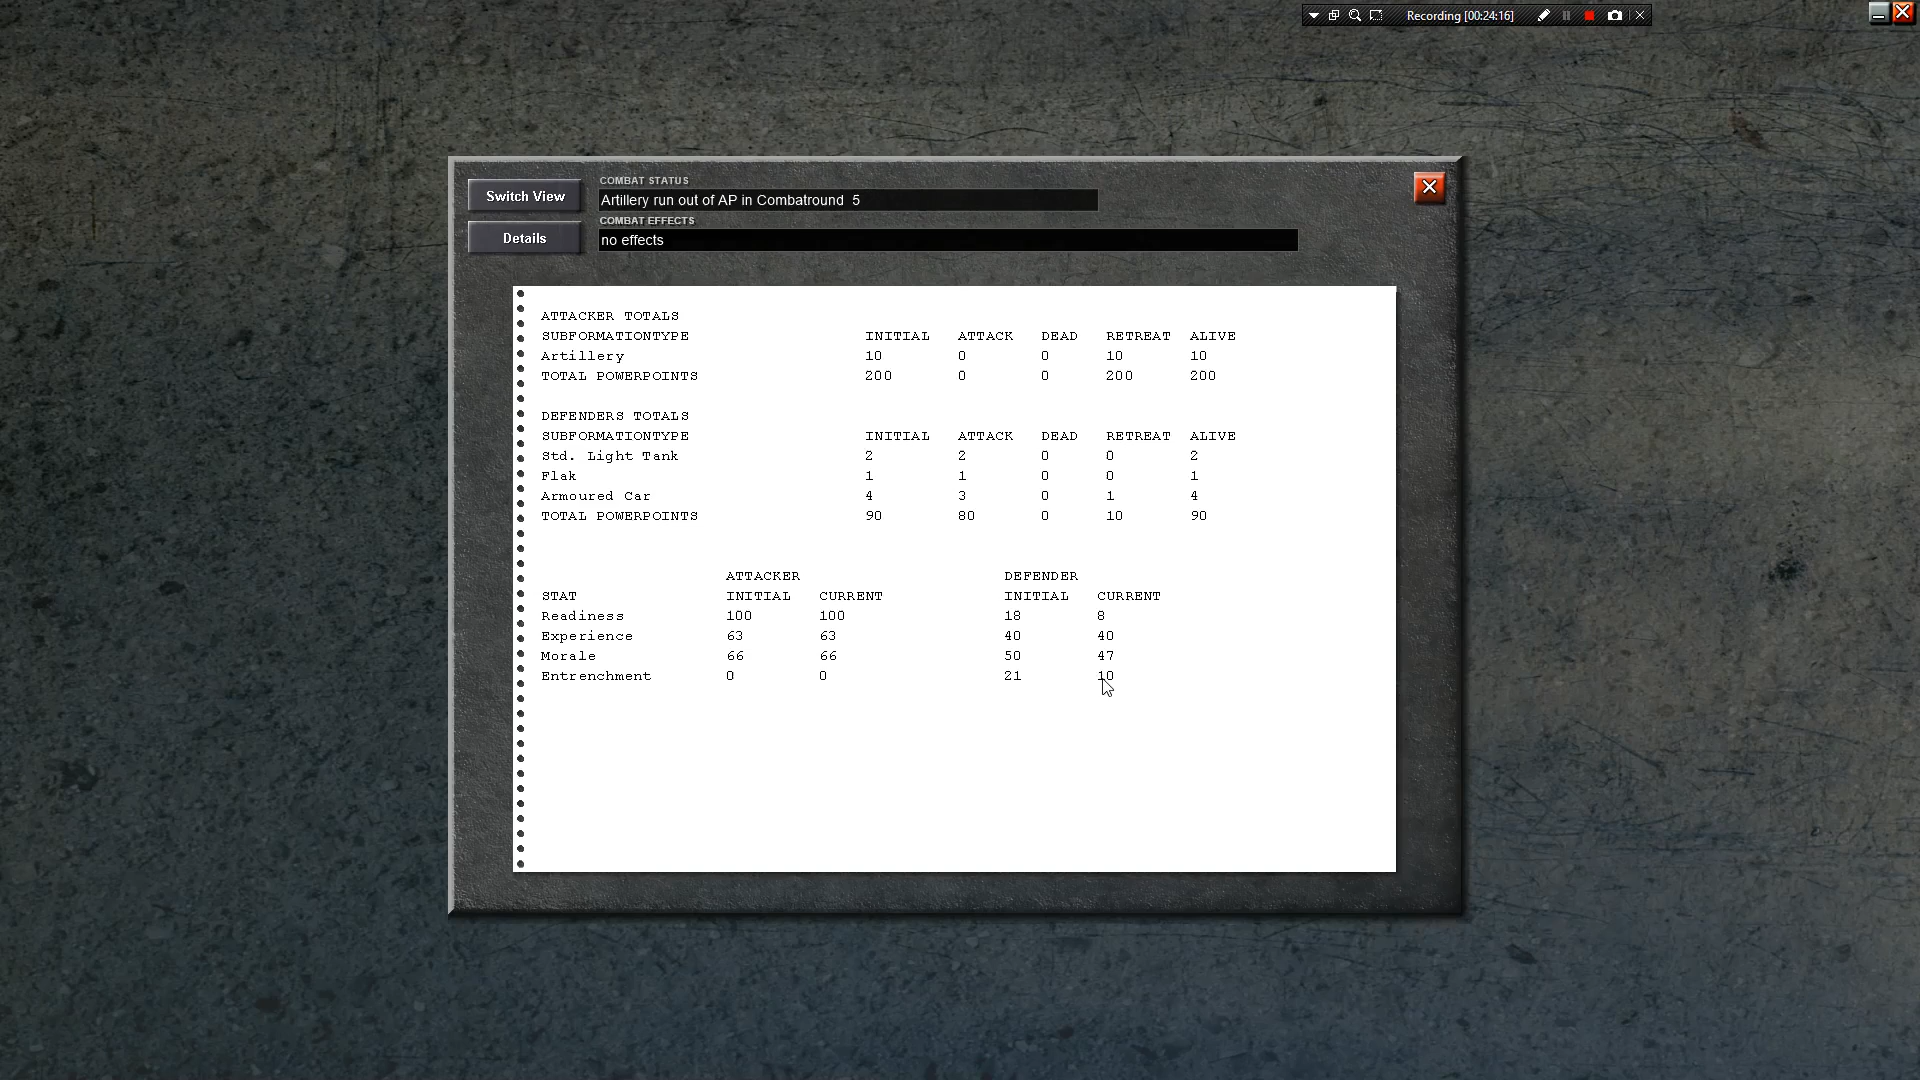 Recording [00:24:16]
Switch View
COMBAT STATUS
Artillery run out of AP in Combatround 5
COMBAT EFFECTS
Details
no effects
ATTACKER TOTALS
SUBFORMATIONTYPE INITIAL ATTACK DEAD RETREAT ALIVE
Artillery 10 0 0 10 10
TOTAL POWERPOINTS 200 0 0 200 200
DEFENDERS TOTALS
SUBFORMATIONTYPE INITIAL ATTACK DEAD RETREAT ALIVE
Std. Light Tank 2 2 0 0 2
Flak 1 1 0 0 1
Armoured Car 4 3 0 1 4
TOTAL POWERPOINTS 90 80 0 10 90
ATTACKER DEFENDER
STAT INITIAL CURRENT INITIAL CURRENT
Readiness 100 100 18 8
Experience 63 63 40 40
Morale 66 66 50 47
Entrenchment 0 0 21 10